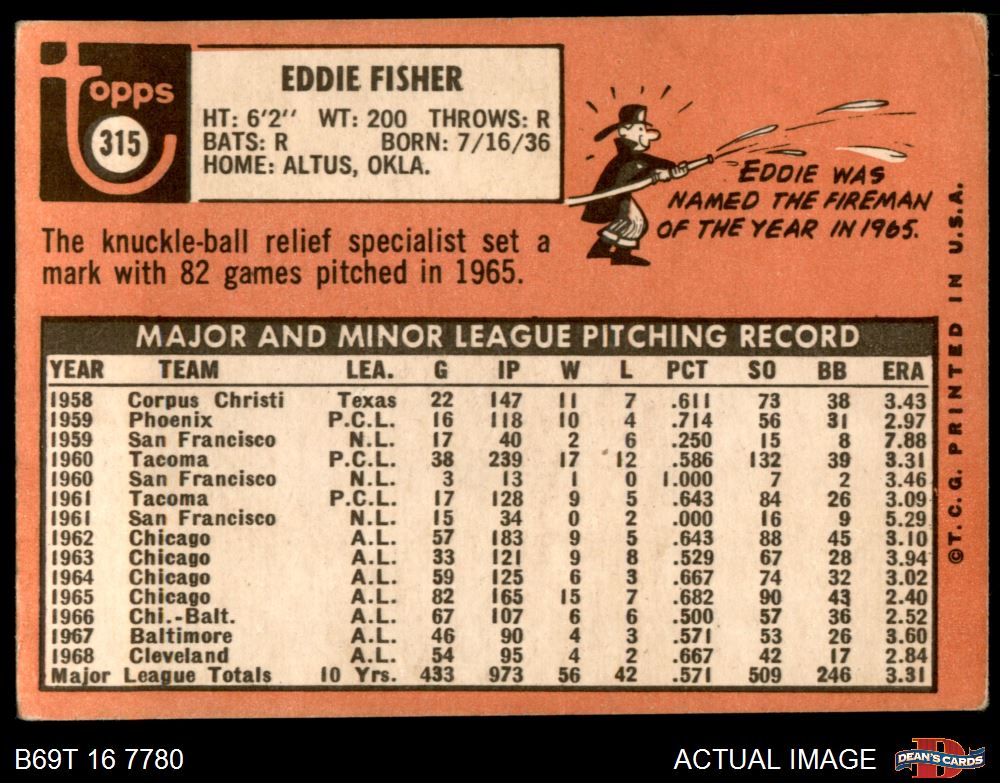 topps
315
EDDIE FISHER
HT: 6'2" WT: 200 THROWS: R
BATS: R BORN: 7/16/36
HOME: ALTUS, OKLA.
EDDIE WAS
NAMED THE FIREMAN
OF THE YEAR IN 1965.
The knuckle-ball relief specialist set a
mark with 82 games pitched in 1965.
MAJOR AND MINOR LEAGUE PITCHING RECORD
YEAR TEAM LEA. G IP W L PCT SO BB ERA
1958 Corpus Christi Texas 22 147 11 7 .611 73 38 3.43
1959 Phoenix P.C.L. 16 118 10 4 .714 56 31 2.97
1959 San Francisco N.L. 17 40 2 6 .250 15 8 7.88
1960 Tacoma P.C.L. 38 239 17 12 .586 132 39 3.31
1960 San Francisco N.L. 3 13 1 0 1.000 7 2 3.46
1961 Tacoma P.C.L. 17 128 9 5 .643 84 26 3.09
1961 San Francisco N.L. 15 34 0 2 .000 16 9 5.29
1962 Chicago A.L. 57 183 9 5 .643 88 45 3.10
1963 Chicago A.L. 33 121 9 8 .529 67 28 3.94
1964 Chicago A.L. 59 125 6 3 .667 74 32 3.02
1965 Chicago A.L. 82 165 15 7 .682 90 43 2.40
1966 Chi.-Balt. A.L. 67 107 6 6 .500 57 36 2.52
1967 Baltimore A.L. 46 90 4 3 .571 53 26 3.60
1968 Cleveland A.L. 54 95 4 2 .667 42 17 2.84
Major League Totals 10 Yrs. 433 973 56 42 .571 509 246 3.31
©T. C. G. PRINTED IN U.S.A.
B69T 16 7780
ACTUAL IMAGE
D
DEAN'S CARDS